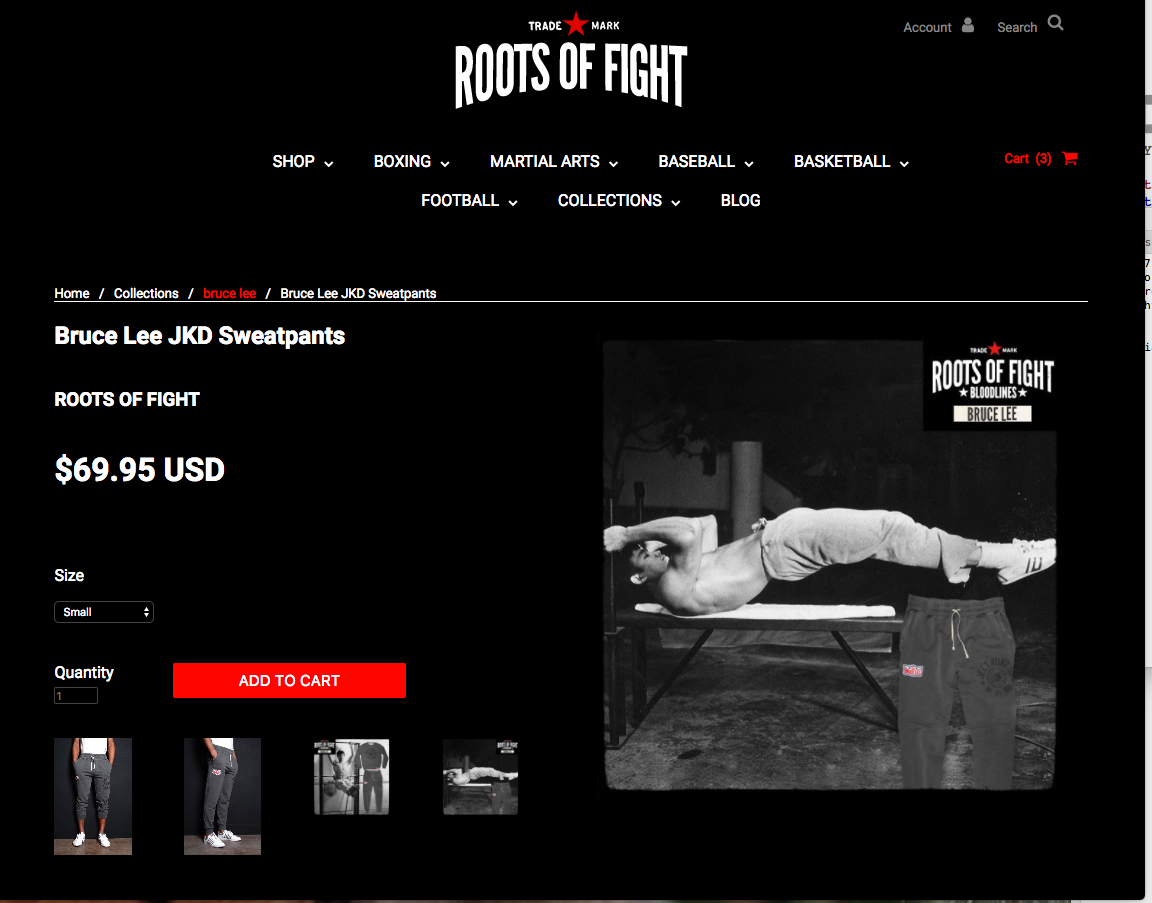 TRADE MARK
ROOTS OF FIGHT
Account
Search
SHOP
BOXING
MARTIAL ARTS
BASEBALL
BASKETBALL
Cart (3)
FOOTBALL
COLLECTIONS
BLOG
Home / Collections / bruce lee / Bruce Lee JKD Sweatpants
Bruce Lee JKD Sweatpants
ROOTS OF FIGHT
$69.95 USD
Size
Small
Quantity
1
ADD TO CART
TRADE MARK
ROOTS OF FIGHT
BLOODLINES
BRUCE LEE